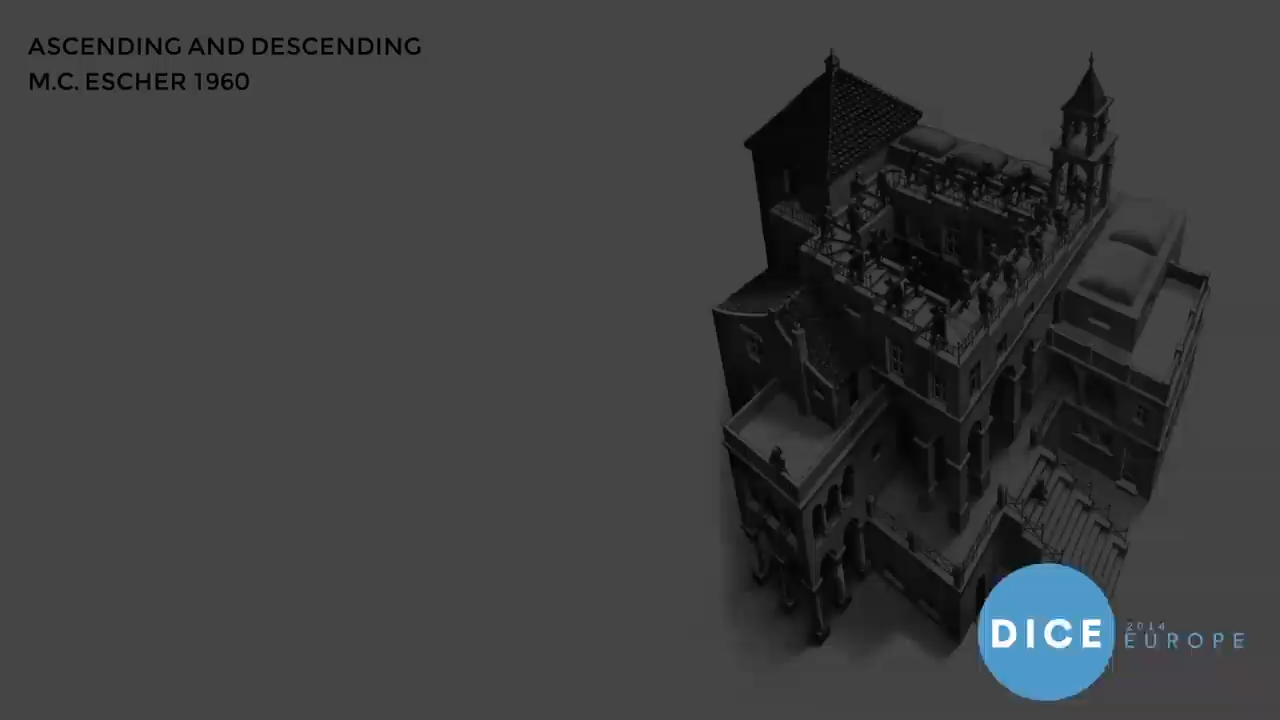 ASCENDING AND DESCENDING
M.C. ESCHER 1960
DICE
2014
EUROPE